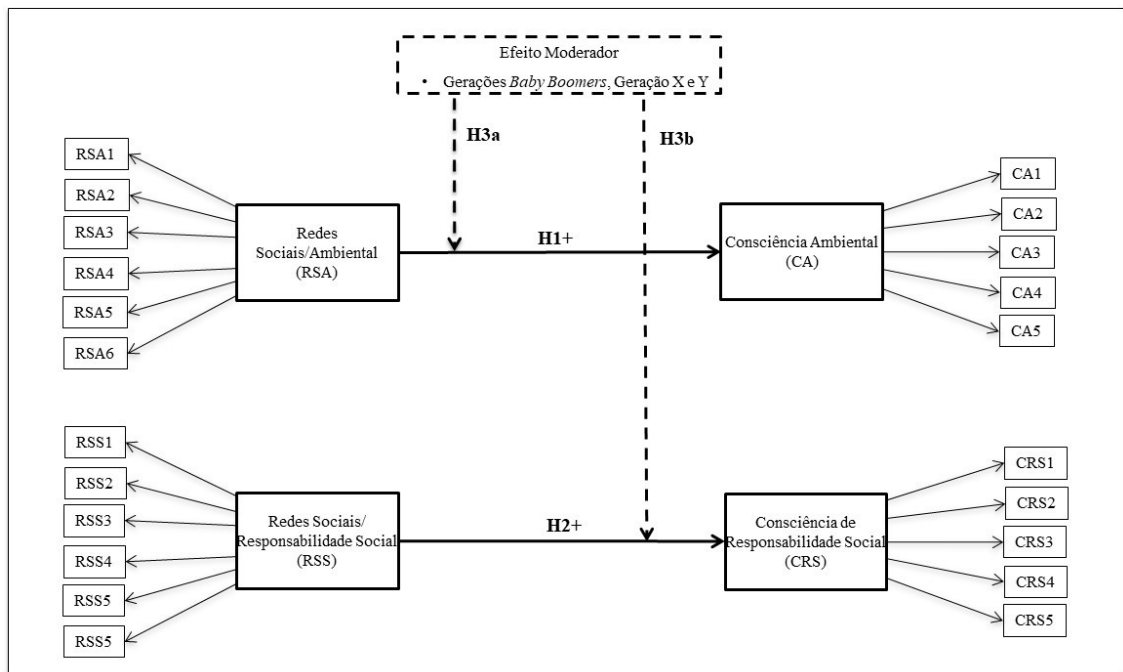 Efeito Moderador
• Gerações Baby Boomers, Geração X e Y
H3a
H3b
RSA1
RSA2
RSA3
RSA4
RSA5
RSA6
Redes
Sociais/Ambiental
(RSA)
H1+
Consciência Ambiental
(CA)
CA1
CA2
CA3
CA4
CA5
RSS1
RSS2
RSS3
RSS4
RSS5
RSS5
Redes Sociais/
Responsabilidade Social
(RSS)
H2+
Consciência de
Responsabilidade Social
(CRS)
CRS1
CRS2
CRS3
CRS4
CRS5